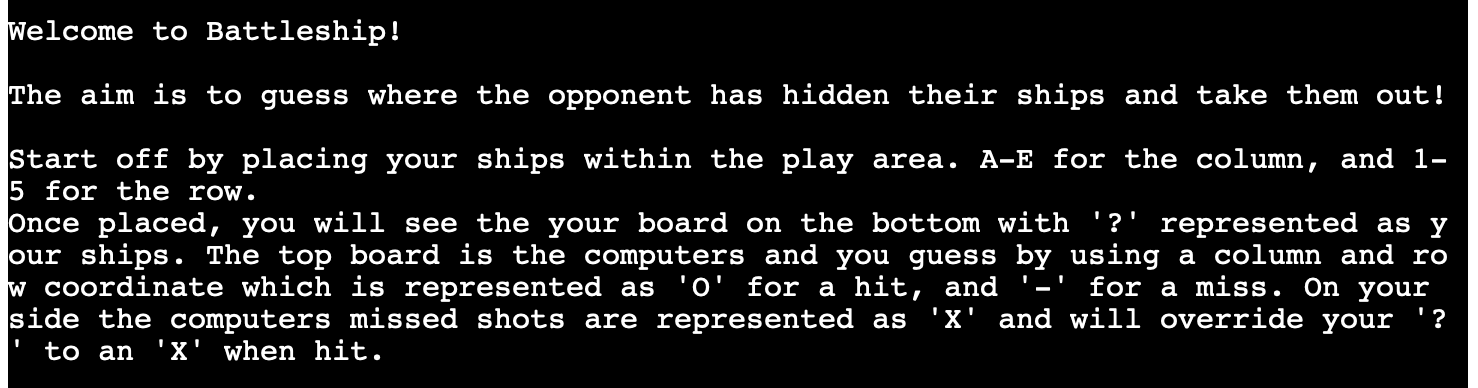 Welcome to Battleship!
The aim is to guess where the opponent has hidden their ships and take them out!
Start off by placing your ships within the play area. A-E for the column, and 1-
5 for the row.
Once placed, you will see the your board on the bottom with '?' represented as y
our ships. The top board is the computers and you guess by using a column and ro
w coordinate which is represented as 'O' for a hit, and '-' for a miss. On your
side the computers missed shots are represented as 'X' and will override your '?
' to an 'X' when hit.